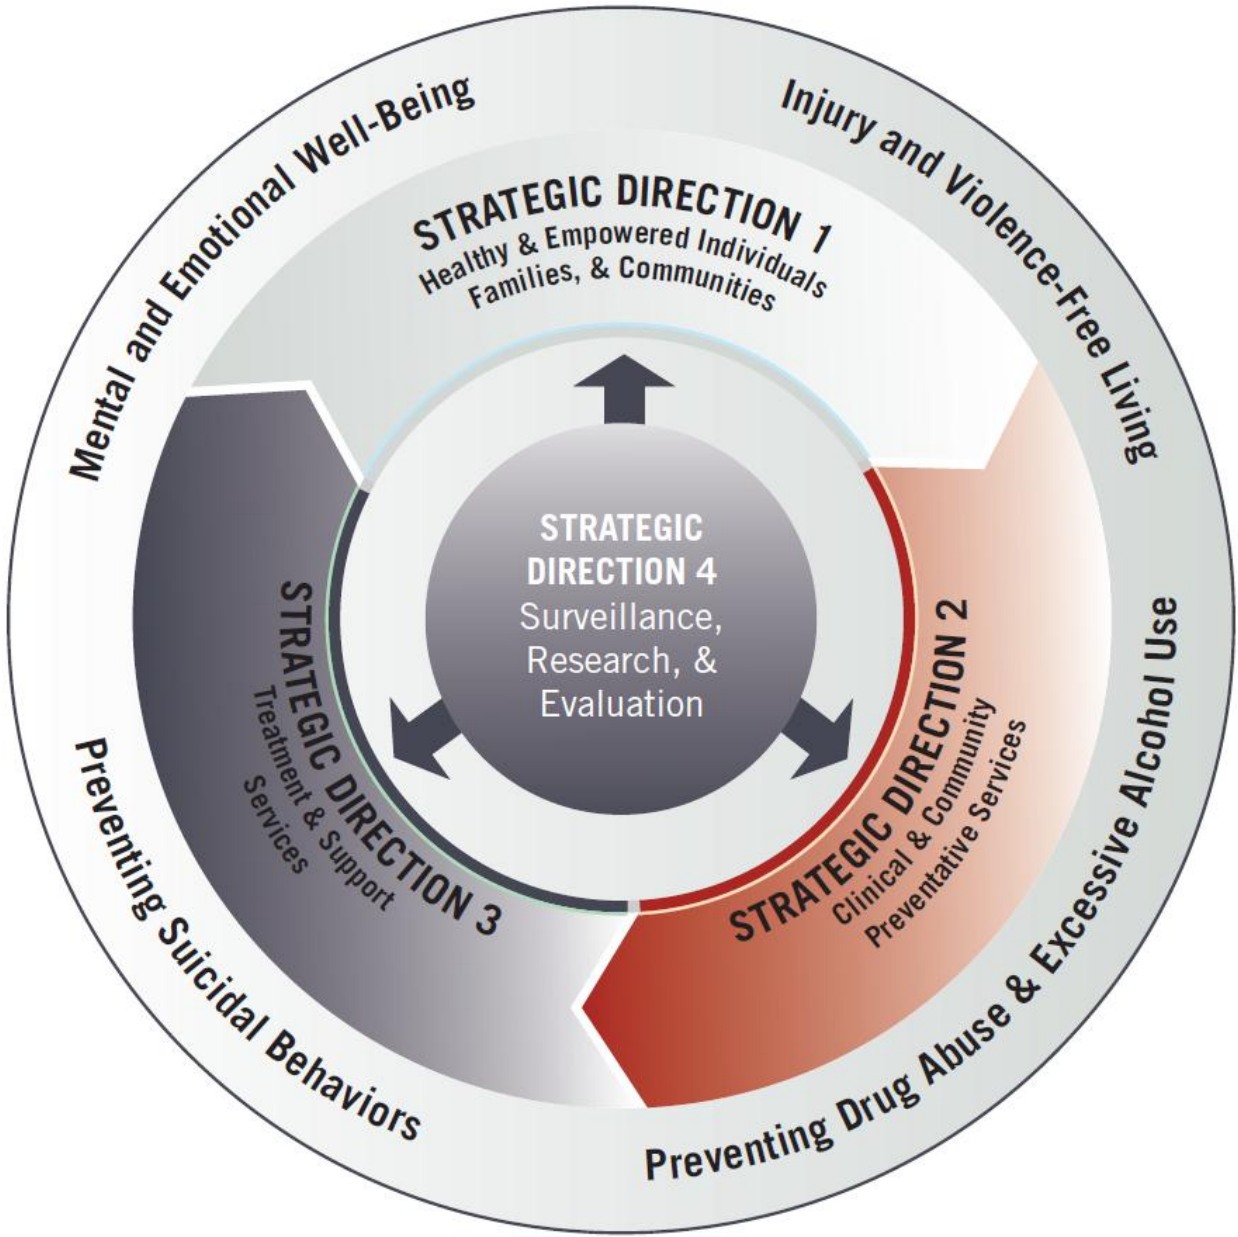 Mental and Emotional Well-Being
Injury and Violence-Free Living
STRATEGIC DIRECTION 1
Healthy & Empowered Individuals
Families, & Communities
STRATEGIC
DIRECTION 4
Surveillance,
Research, &
Evaluation
STRATEGIC DIRECTION 2
Clinical & Community
Preventative Services
STRATEGIC DIRECTION 3
Treatment & Support
Services
Preventing Suicidal Behaviors
Preventing Drug Abuse & Excessive Alcohol Use